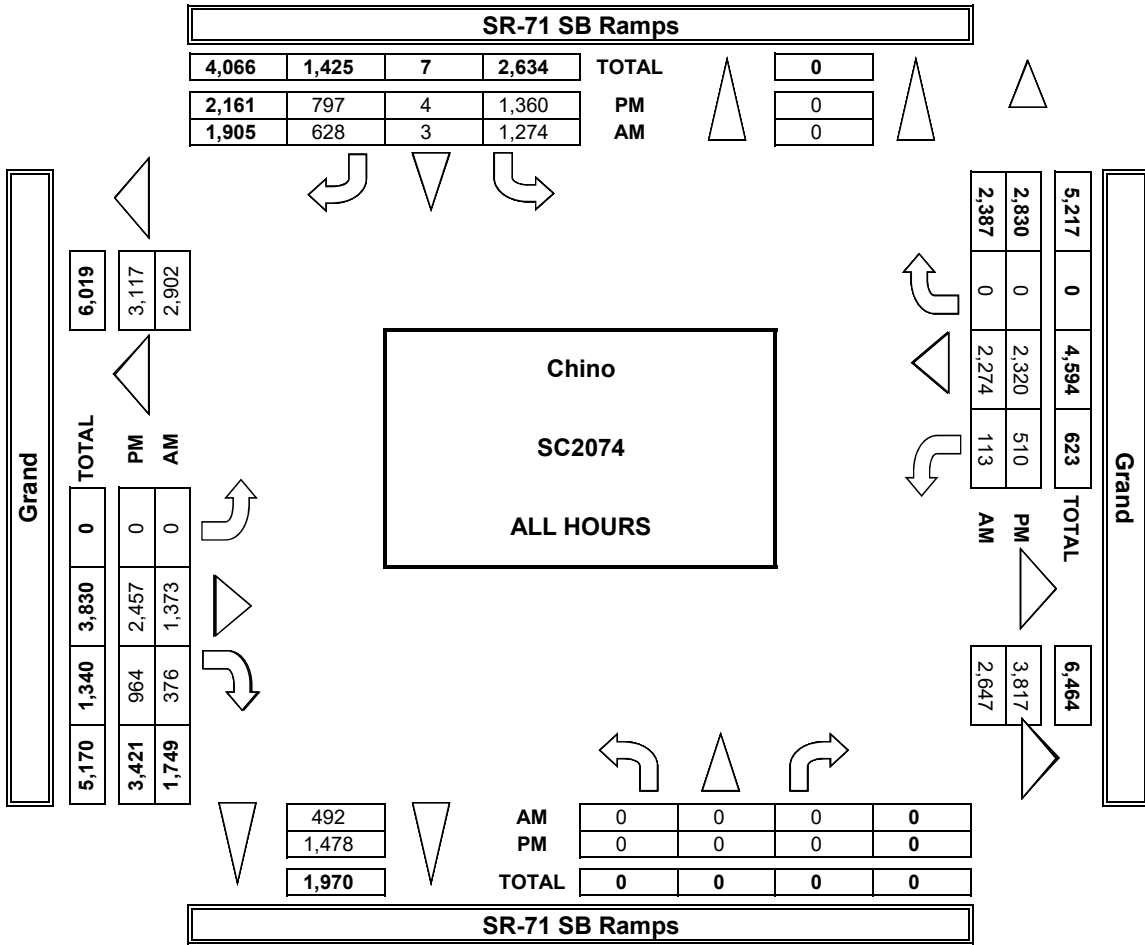 SR-71 SB Ramps
4,066 1,425 7 2,634 TOTAL 0
2,161 797 4 1,360 PM 0
1,905 628 3 1,274 AM 0
Grand
6,019
3,117
2,902
TOTAL 0 3,830 1,340 5,170
PM 0 2,457 964 3,421
AM 0 1,373 376 1,749
Chino
SC2074
ALL HOURS
5,217 0 4,594 623 TOTAL 6,464
2,830 0 2,320 510 PM 3,817
2,387 0 2,274 113 AM 2,647
Grand
492 AM 0 0 0 0
1,478 PM 0 0 0 0
1,970 TOTAL 0 0 0 0
SR-71 SB Ramps